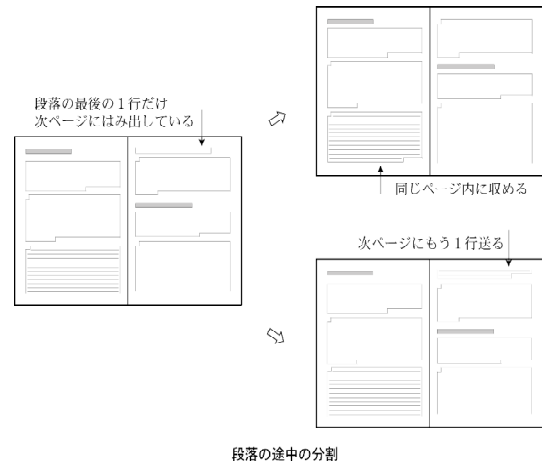 段落の最後の１行だけ
次ページにはみ出している
同じページ内に収める
次ページにもう１行送る
段落の途中の分割